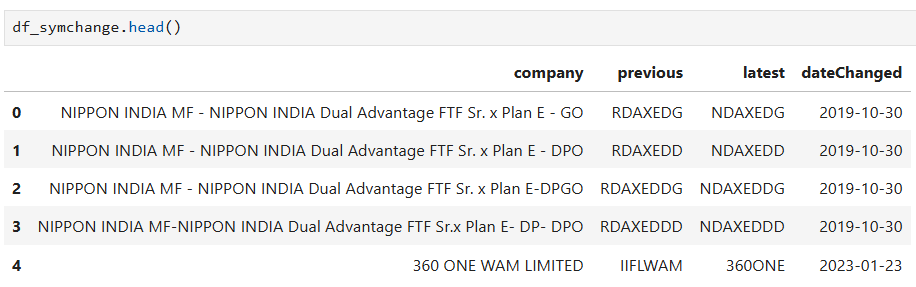 df_symchange.head()
company previous latest dateChanged
0 NIPPON INDIA MF - NIPPON INDIA Dual Advantage FTF Sr. x Plan E - GO RDAXEDG NDAXEDG 2019-10-30
1 NIPPON INDIA MF - NIPPON INDIA Dual Advantage FTF Sr. x Plan E - DPO RDAXEDD NDAXEDD 2019-10-30
2 NIPPON INDIA MF - NIPPON INDIA Dual Advantage FTF Sr. x Plan E-DPGO RDAXEDDG NDAXEDDG 2019-10-30
3 NIPPON INDIA MF-NIPPON INDIA Dual Advantage FTF Sr.x Plan E- DP- DPO RDAXEDDD NDAXEDDD 2019-10-30
4 360 ONE WAM LIMITED IIFLWAM 360ONE 2023-01-23